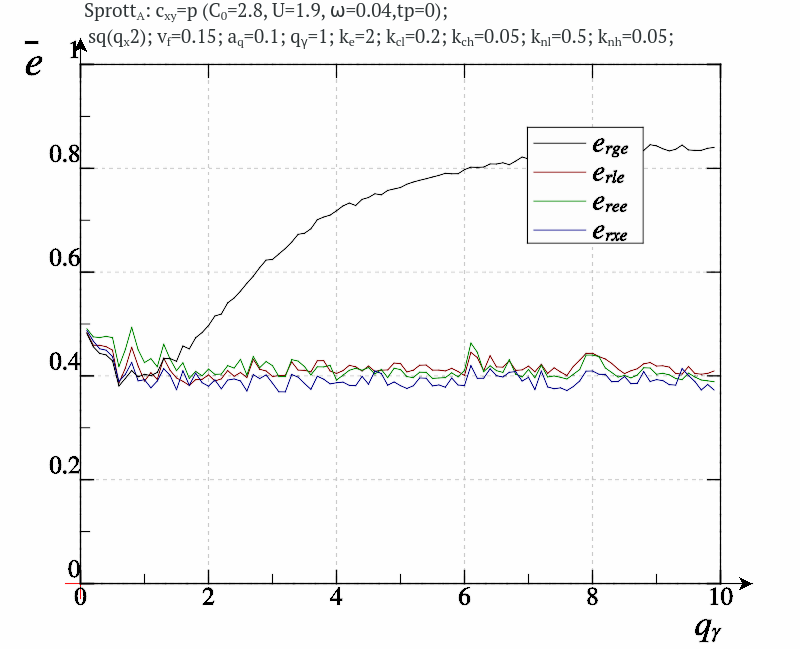 Sprott_A: c_xy=p (C_0=2.8, U=1.9, ω=0.04,tp=0);
sq(q_x2); v_f=0.15; a_q=0.1; q_γ=1; k_e=2; k_cl=0.2; k_ch=0.05; k_nl=0.5; k_nh=0.05;
1
e̅
e_rge
0.8
e_rle
e_ree
e_rxe
0.6
0.4
0.2
0
0 2 4 6 8 10
q_γ